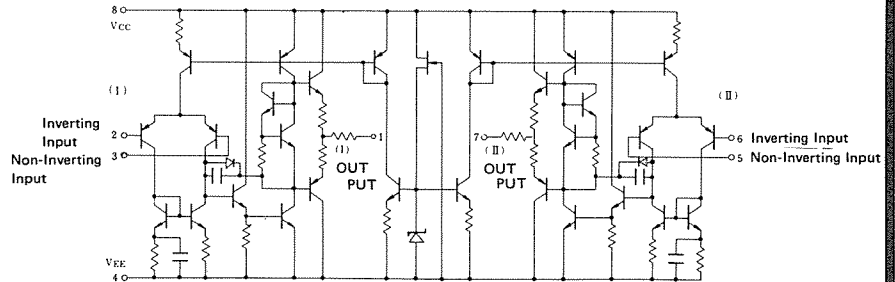 8
VCC
(I)
(II)
Inverting
Input
2
Non-Inverting
Input
3
1
(I)
OUT
PUT
7
(II)
OUT
PUT
6 Inverting Input
5 Non-Inverting Input
VEE
4